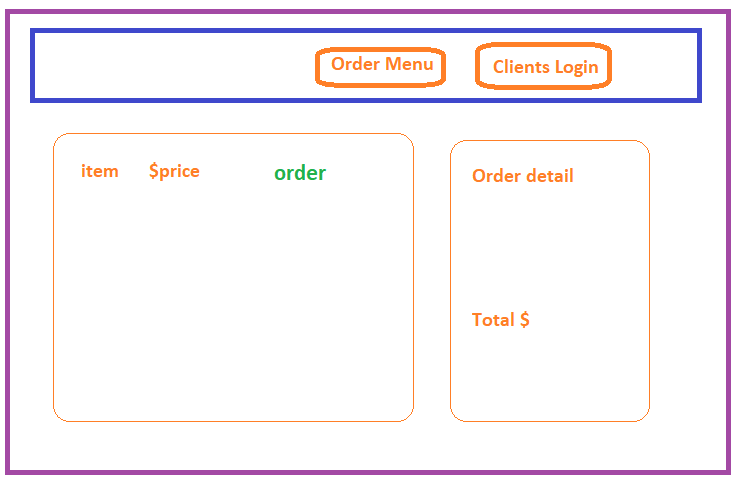 Order Menu
Clients Login
item $price order
Order detail
Total $